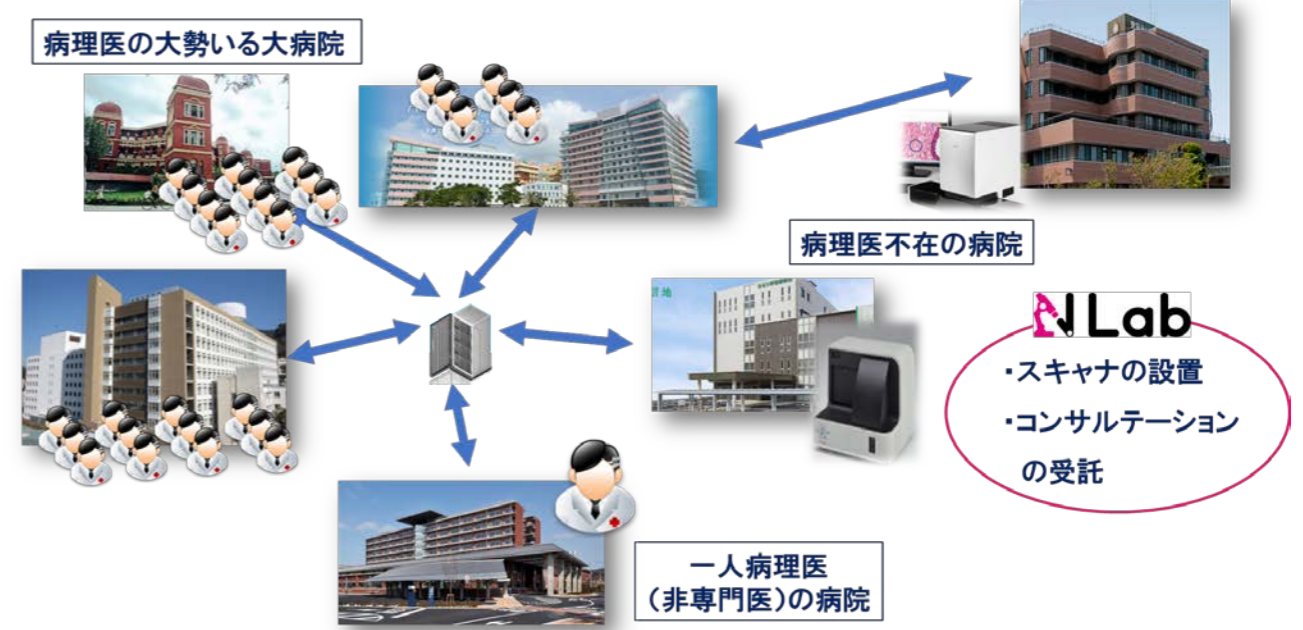 病理医の大勢いる大病院
病理医不在の病院
N Lab
・スキャナの設置
・コンサルテーション
の受託
一人病理医
（非専門医）の病院